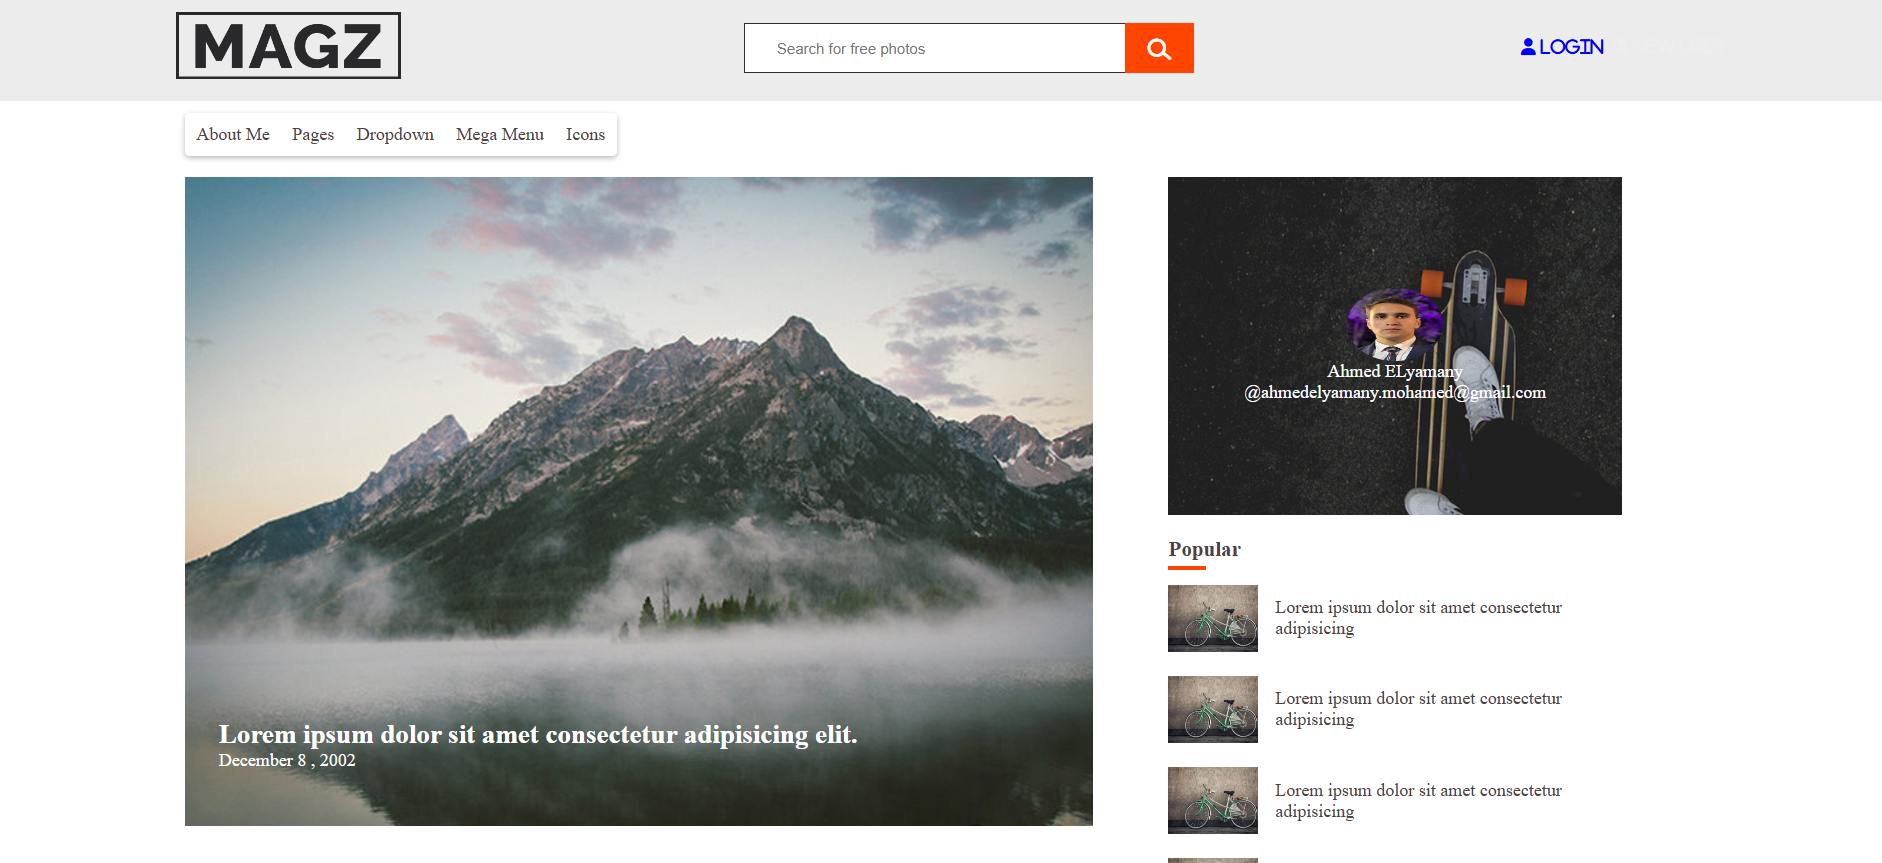 MAGZ
Search for free photos
LOGIN
About Me Pages Dropdown Mega Menu Icons
Lorem ipsum dolor sit amet consectetur adipisicing elit.
December 8 , 2002
Ahmed ELyamany
@ahmedelyamany.mohamed@gmail.com
Popular
Lorem ipsum dolor sit amet consectetur
adipisicing
Lorem ipsum dolor sit amet consectetur
adipisicing
Lorem ipsum dolor sit amet consectetur
adipisicing